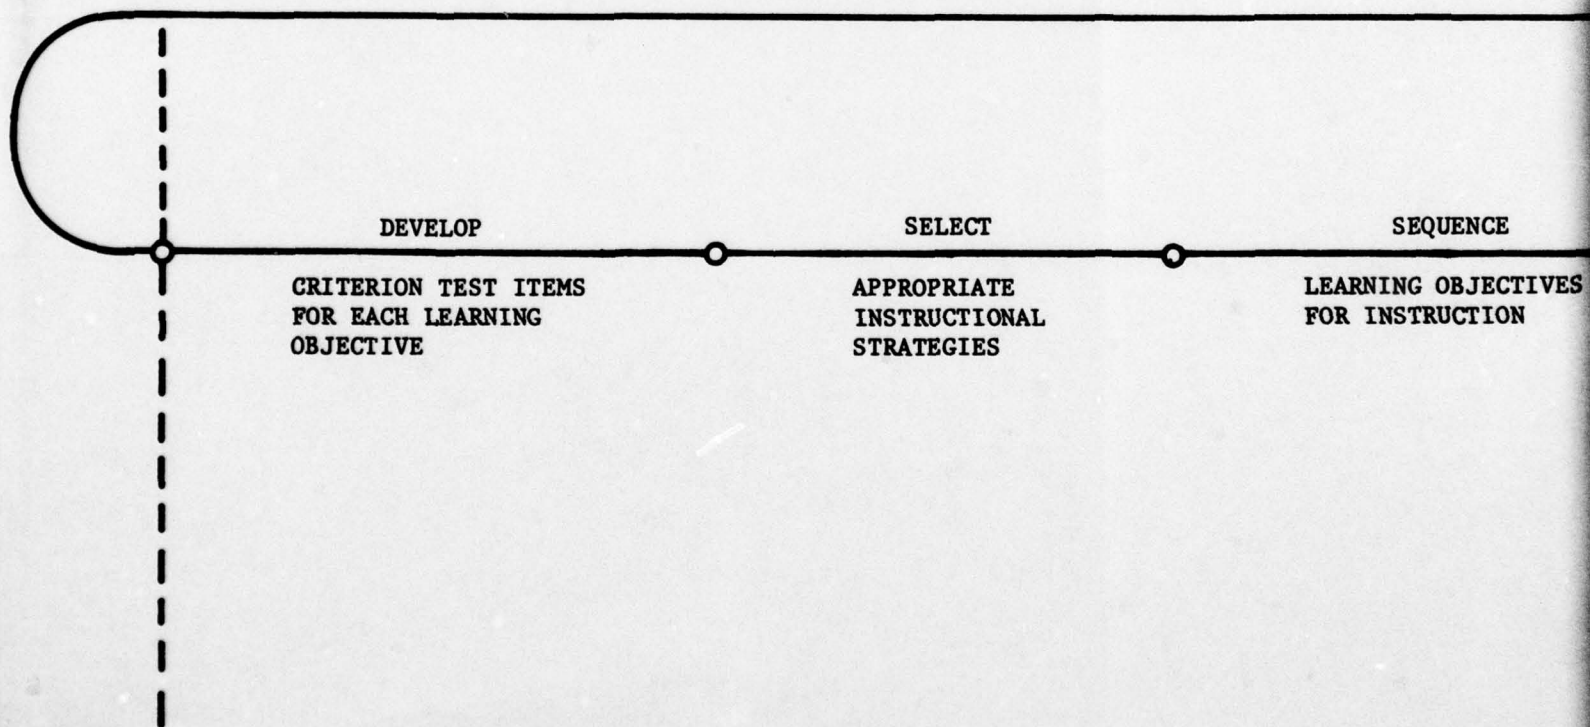 DEVELOP
CRITERION TEST ITEMS
FOR EACH LEARNING
OBJECTIVE
SELECT
APPROPRIATE
INSTRUCTIONAL
STRATEGIES
SEQUENCE
LEARNING OBJECTIVES
FOR INSTRUCTION